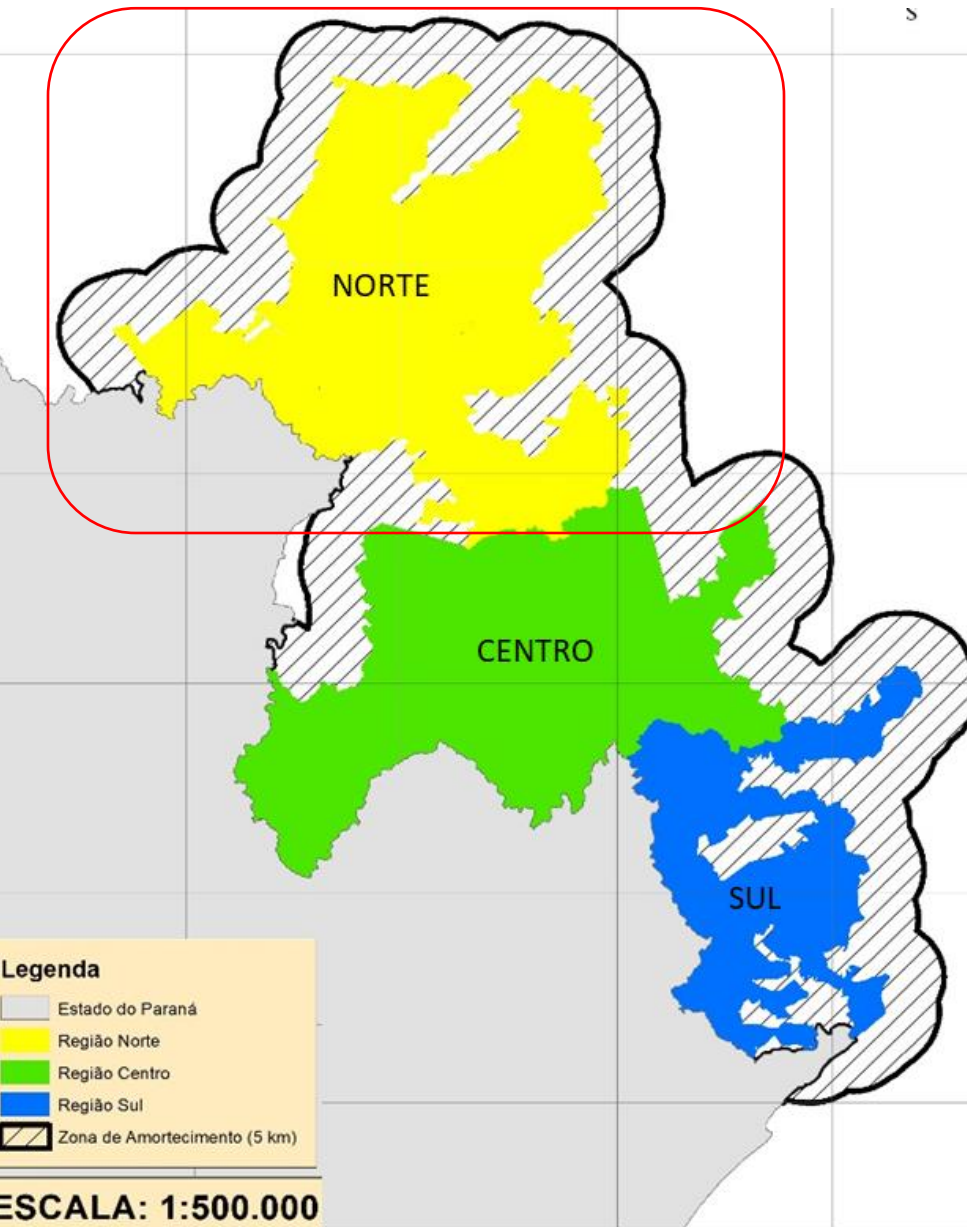 S
NORTE
CENTRO
SUL
Legenda
Estado do Paraná
Região Norte
Região Centro
Região Sul
Zona de Amortecimento (5 km)
ESCALA: 1:500.000